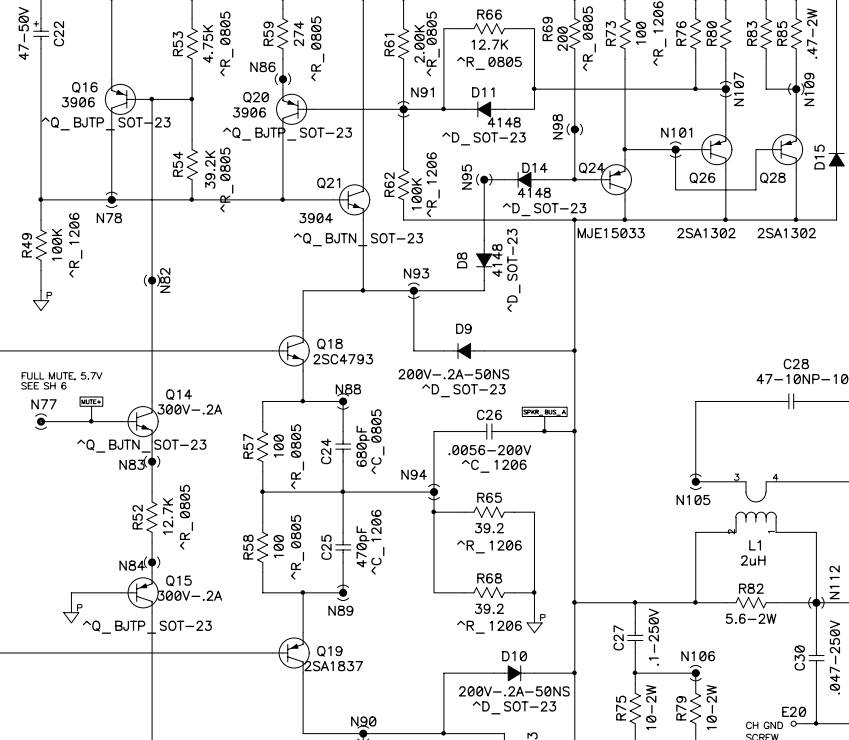 47-50V
C22
R53
4.75K
^R_0805
R59
274
^R_0805
R61
2.00K
^R_0805
R66
12.7K
^R_0805
R69
200
^R_0805
R73
100
^R_1206
R76
R80
R83
R85
.47-2W
N86
Q16
3906
^Q_BJTP_SOT-23
Q20
3906
^Q_BJTP_SOT-23
N91
D11
4148
^D_SOT-23
N98
N107
N109
N101
R54
39.2K
^R_0805
Q21
3904
^Q_BJTN_SOT-23
R62
100K
^R_1206
N95
D14
4148
^D_SOT-23
Q24
MJE15033
Q26
2SA1302
Q28
2SA1302
D15
N78
R49
100K
^R_1206
P
N82
D8
4148
^D_SOT-23
N93
Q18
2SC4793
D9
200V-.2A-50NS
^D_SOT-23
FULL MUTE, 5.7V
SEE SH 6
N77
MUTE+
Q14
300V-.2A
^Q_BJTN_SOT-23
N83
N88
R57
100
^R_0805
C24
680pF
^C_0805
C26
.0056-200V
^C_1206
SPKR_BUS_A
C28
47-10NP-10
N94
N105
3
4
R52
12.7K
^R_0805
R58
100
^R_0805
C25
470pF
^C_1206
R65
39.2
^R_1206
2
1
L1
2uH
N84
Q15
300V-.2A
^Q_BJTP_SOT-23
P
N89
R68
39.2
^R_1206
P
R82
5.6-2W
N112
Q19
2SA1837
D10
200V-.2A-50NS
^D_SOT-23
C27
.1-250V
N106
C30
.047-250V
R75
10-2W
R79
10-2W
E20
CH GND
SCREW
N90
3